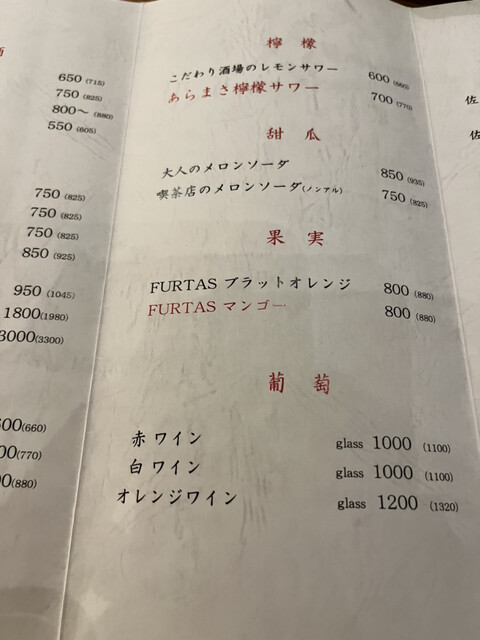 酒
650 (715)
750 (825)
800〜 (880)
550 (605)
750 (825)
750 (825)
750 (825)
850 (925)
950 (1045)
1800 (1980)
3000 (3300)
00 (660)
00 (770)
00 (880)
檸檬
こだわり酒場のレモンサワー 600 (660)
あらまさ檸檬サワー 700 (770)
甜瓜
大人のメロンソーダ 850 (935)
喫茶店のメロンソーダ(ノンアル) 750 (825)
果実
FURTAS ブラットオレンジ 800 (880)
FURTAS マンゴー 800 (880)
葡萄
赤ワイン glass 1000 (1100)
白ワイン glass 1000 (1100)
オレンジワイン glass 1200 (1320)
佐
佐